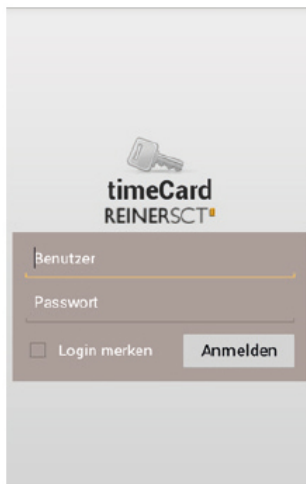 timeCard
REINERSCT
Benutzer
Passwort
Login merken
Anmelden